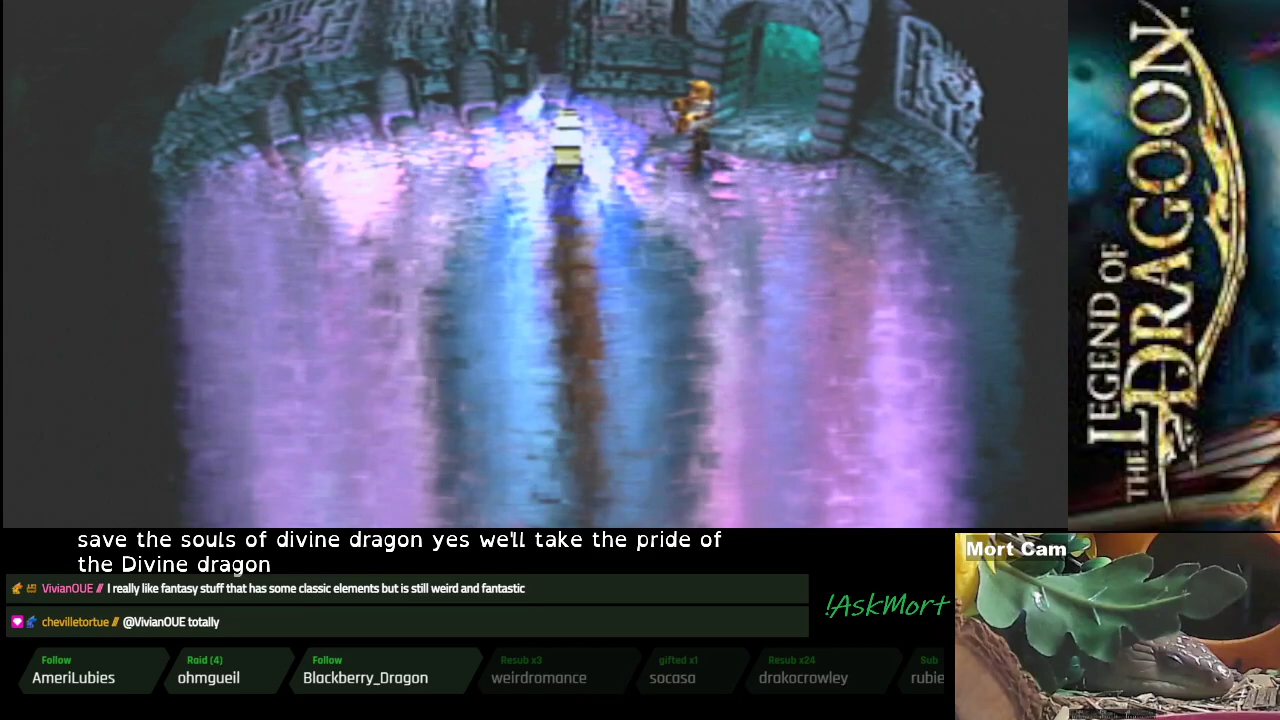 THE LEGEND OF DRAGOON™
save the souls of divine dragon yes we'll take the pride of
the Divine dragon
VivianOUE // I really like fantasy stuff that has some classic elements but is still weird and fantastic
chevilletortue // @VivianOUE totally
!AskMort
Mort Cam
Follow
AmeriLubies
Raid (4)
ohmgueil
Follow
Blackberry_Dragon
Resub x3
weirdromance
gifted x1
socasa
Resub x24
drakocrowley
Sub
rubie